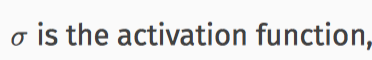 σ is the activation function,